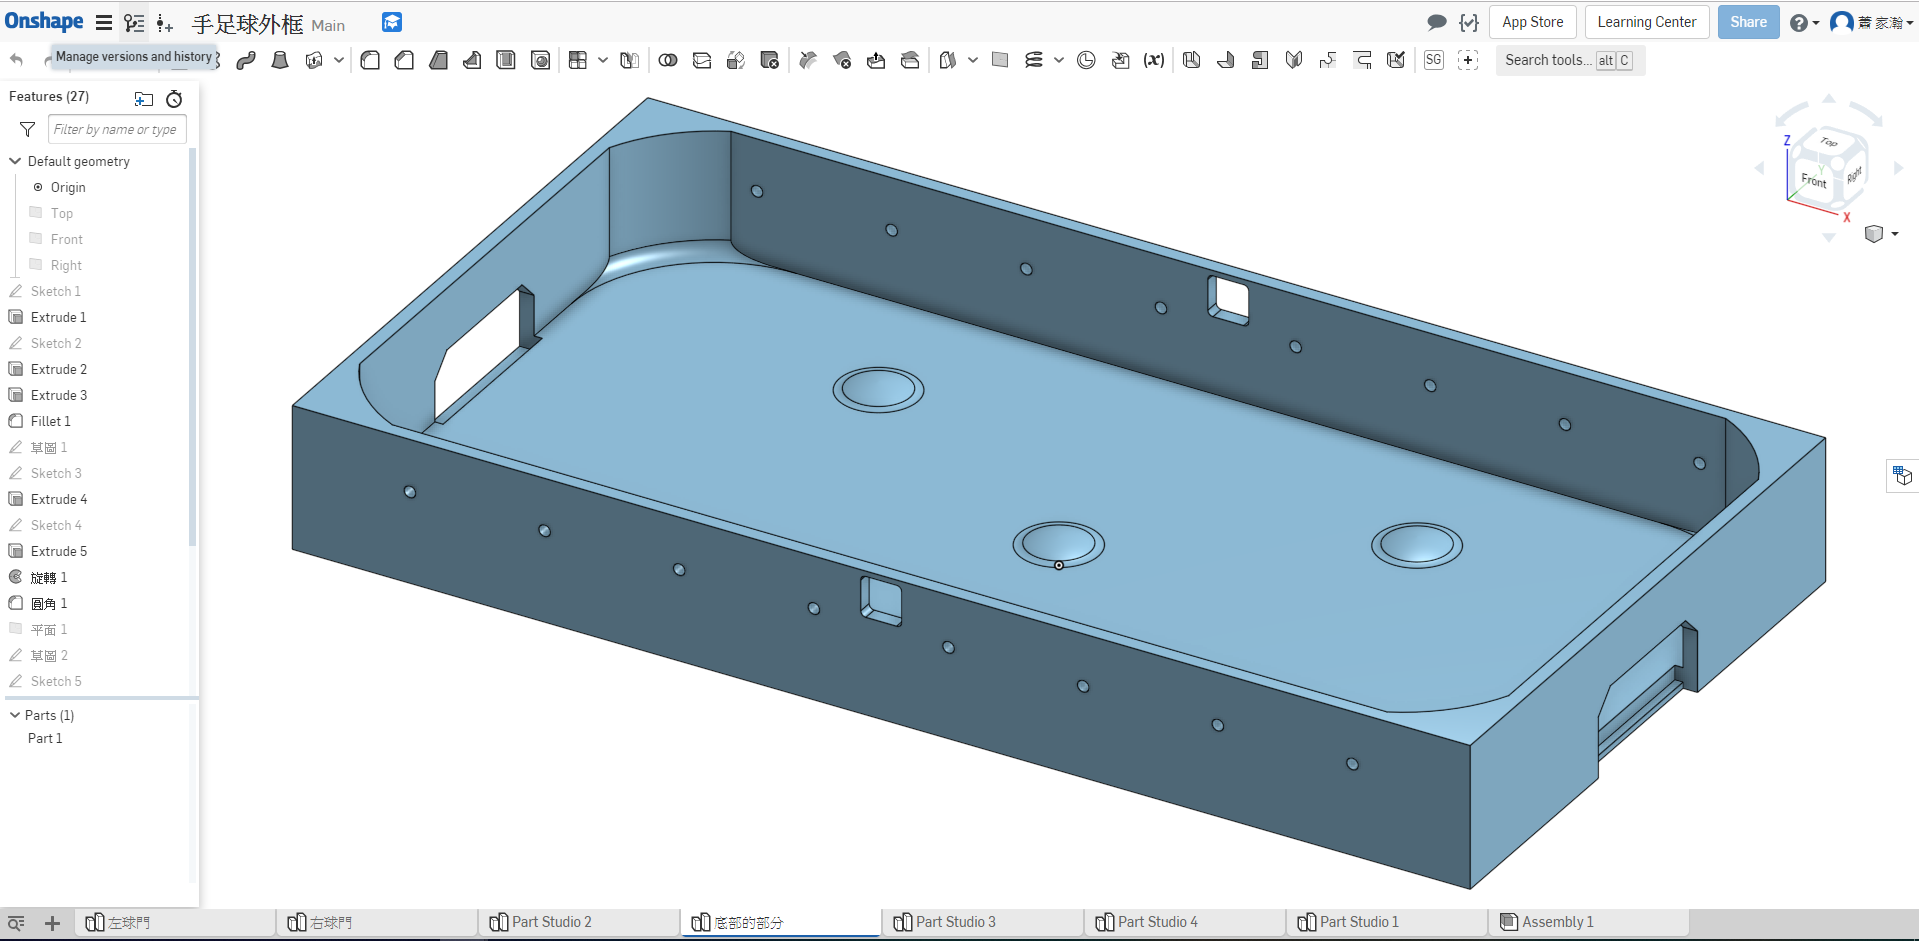 Onshape 手足球外框 Main App Store Learning Center Share 蕭 家瀚
Manage versions and history Search tools... alt C
Features (27)
Filter by name or type
Default geometry
Origin
Top
Front
Right
Sketch 1
Extrude 1
Sketch 2
Extrude 2
Extrude 3
Fillet 1
草圖 1
Sketch 3
Extrude 4
Sketch 4
Extrude 5
旋轉 1
圓角 1
平面 1
草圖 2
Sketch 5
Parts (1)
Part 1
Z
Top
Y
Front
Right
X
(x)
SG
左球門 右球門 Part Studio 2 底部的部分 Part Studio 3 Part Studio 4 Part Studio 1 Assembly 1